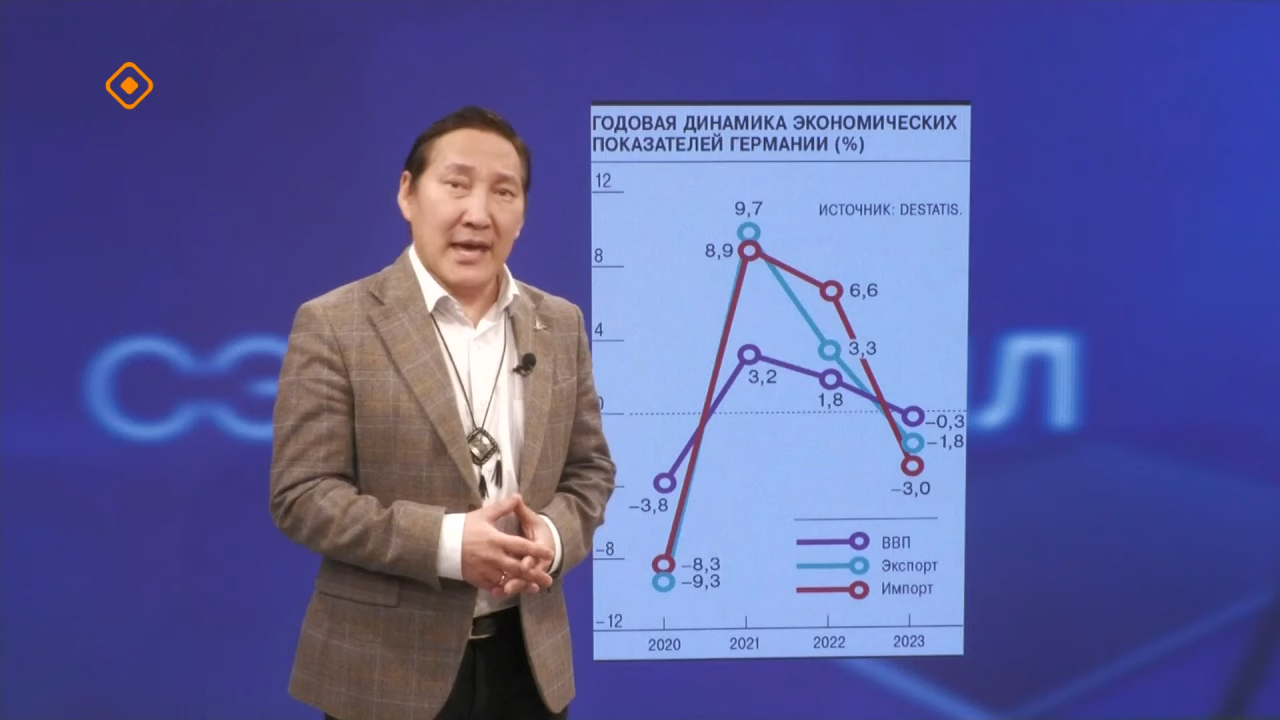 ГОДОВАЯ ДИНАМИКА ЭКОНОМИЧЕСКИХ
ПОКАЗАТЕЛЕЙ ГЕРМАНИИ (%)
12
9,7
ИСТОЧНИК: DESTATIS.
8,9
8
6,6
4
3,3
3,2
1,8
0
–0,3
–1,8
–3,0
–3,8
–8
–8,3
–9,3
ВВП
Экспорт
Импорт
–12
2020 2021 2022 2023
СЭ
Л